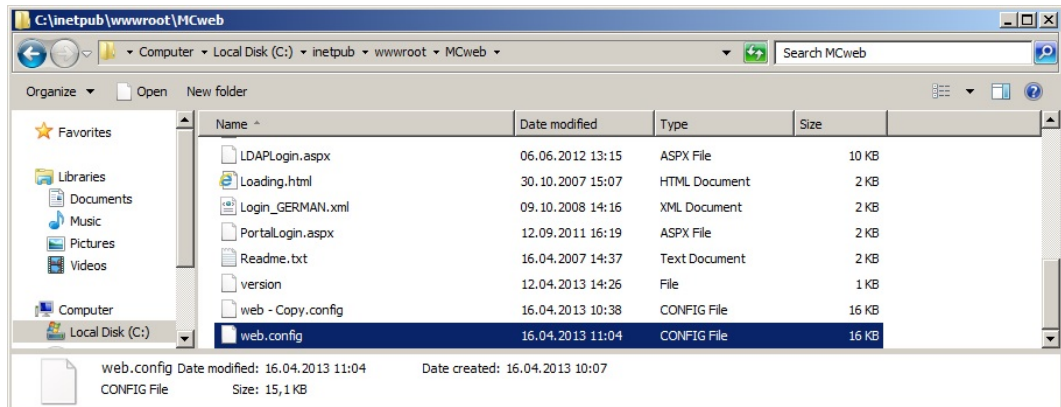 C:\inetpub\wwwroot\MCweb
Computer Local Disk (C:) inetpub wwwroot MCweb
Search MCweb
Organize Open New folder
Favorites
Libraries
Documents
Music
Pictures
Videos
Computer
Local Disk (C:)
Name Date modified Type Size
LDAPLogin.aspx 06.06.2012 13:15 ASPX File 10 KB
Loading.html 30.10.2007 15:07 HTML Document 2 KB
Login_GERMAN.xml 09.10.2008 14:16 XML Document 2 KB
PortalLogin.aspx 12.09.2011 16:19 ASPX File 2 KB
Readme.txt 16.04.2007 14:37 Text Document 2 KB
version 12.04.2013 14:26 File 1 KB
web - Copy.config 16.04.2013 10:38 CONFIG File 16 KB
web.config 16.04.2013 11:04 CONFIG File 16 KB
web.config Date modified: 16.04.2013 11:04 Date created: 16.04.2013 10:07
CONFIG File Size: 15,1 KB